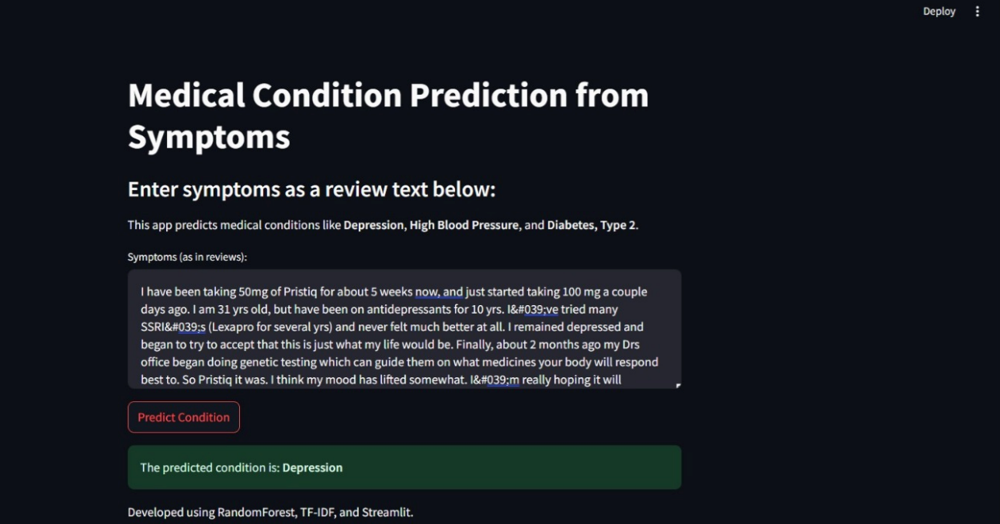 Deploy
Medical Condition Prediction from
Symptoms
Enter symptoms as a review text below:
This app predicts medical conditions like Depression, High Blood Pressure, and Diabetes, Type 2.
Symptoms (as in reviews):
I have been taking 50mg of Pristiq for about 5 weeks now, and just started taking 100 mg a couple
days ago. I am 31 yrs old, but have been on antidepressants for 10 yrs. I&#039;ve tried many
SSRI&#039;s (Lexapro for several yrs) and never felt much better at all. I remained depressed and
began to try to accept that this is just what my life would be. Finally, about 2 months ago my Drs
office began doing genetic testing which can guide them on what medicines your body will respond
best to. So Pristiq it was. I think my mood has lifted somewhat. I&#039;m really hoping it will
Predict Condition
The predicted condition is: Depression
Developed using RandomForest, TF-IDF, and Streamlit.